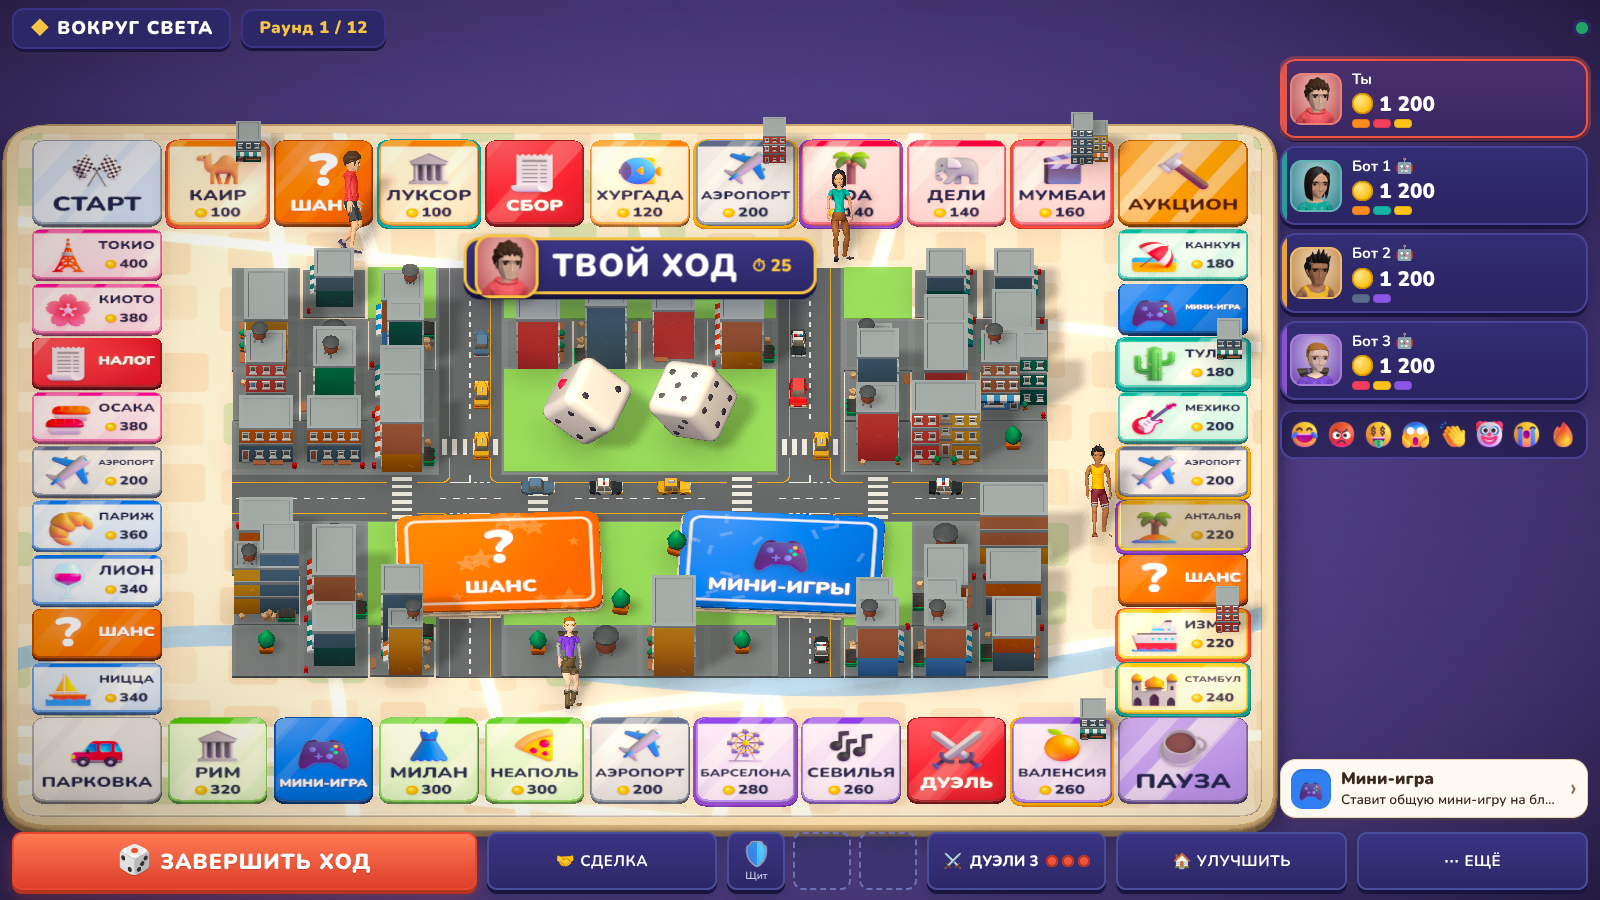 ВОКРУГ СВЕТА
Раунд 1 / 12
СТАРТ
КАИР
100
?
ЛУКСОР
100
СБОР
ХУРГАДА
120
АЭРОПОРТ
200
ДЕЛИ
140
МУМБАИ
160
АУКЦИОН
ТВОЙ ХОД
25
ТОКИО
400
КИОТО
380
НАЛОГ
ОСАКА
380
АЭРОПОРТ
200
ПАРИЖ
360
ЛИОН
340
?
ШАНС
НИЦЦА
340
КАНКУН
180
МИНИ-ИГРА
180
МЕХИКО
200
АЭРОПОРТ
200
АНТАЛЬЯ
220
?
ШАНС
220
СТАМБУЛ
240
?
ШАНС
МИНИ-ИГРЫ
ПАРКОВКА
РИМ
320
МИНИ-ИГРА
МИЛАН
300
НЕАПОЛЬ
300
АЭРОПОРТ
200
БАРСЕЛОНА
280
СЕВИЛЬЯ
260
ДУЭЛЬ
ВАЛЕНСИЯ
260
ПАУЗА
Ты
1 200
Бот 1
1 200
Бот 2
1 200
Бот 3
1 200
Мини-игра
Ставит общую мини-игру на бл...
ЗАВЕРШИТЬ ХОД
СДЕЛКА
Щит
ДУЭЛИ 3
УЛУЧШИТЬ
··· ЕЩЁ